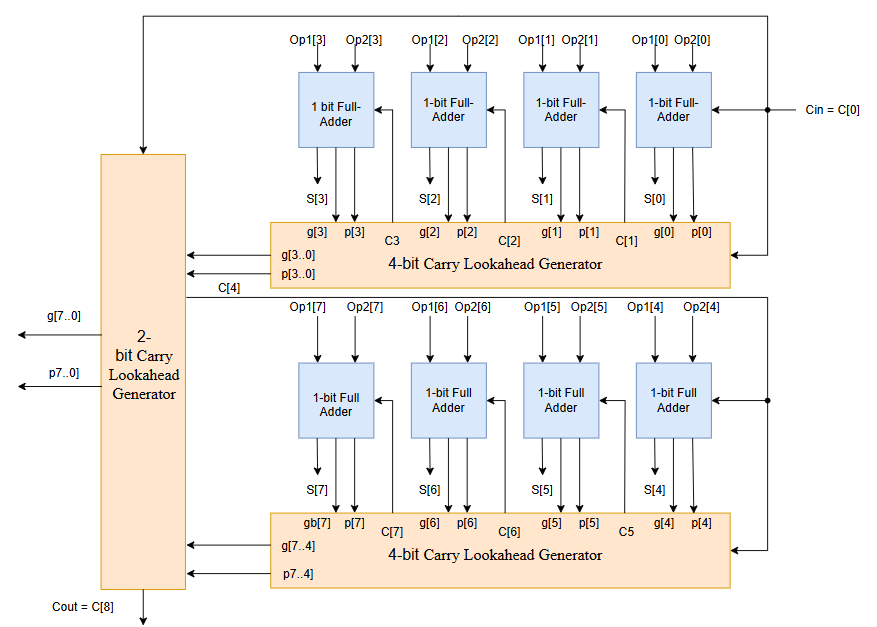 Op1[3] Op2[3] Op1[2] Op2[2] Op1[1] Op2[1] Op1[0] Op2[0]
1 bit Full-
Adder
1-bit Full-
Adder
1-bit Full-
Adder
1-bit Full-
Adder
Cin = C[0]
S[3] S[2] S[1] S[0]
g[3] p[3] C3 g[2] p[2] C[2] g[1] p[1] C[1] g[0] p[0]
g[3..0]
4-bit Carry Lookahead Generator
p[3..0]
C[4]
Op1[7] Op2[7] Op1[6] Op2[6] Op1[5] Op2[5] Op1[4] Op2[4]
g[7..0]
2-
bit Carry
Lookahead
Generator
p7..0]
1-bit Full
Adder
1-bit Full
Adder
1-bit Full
Adder
1-bit Full
Adder
S[7] S[6] S[5] S[4]
gb[7] p[7] C[7] g[6] p[6] C[6] g[5] p[5] C5 g[4] p[4]
g[7..4]
4-bit Carry Lookahead Generator
p7..4]
Cout = C[8]